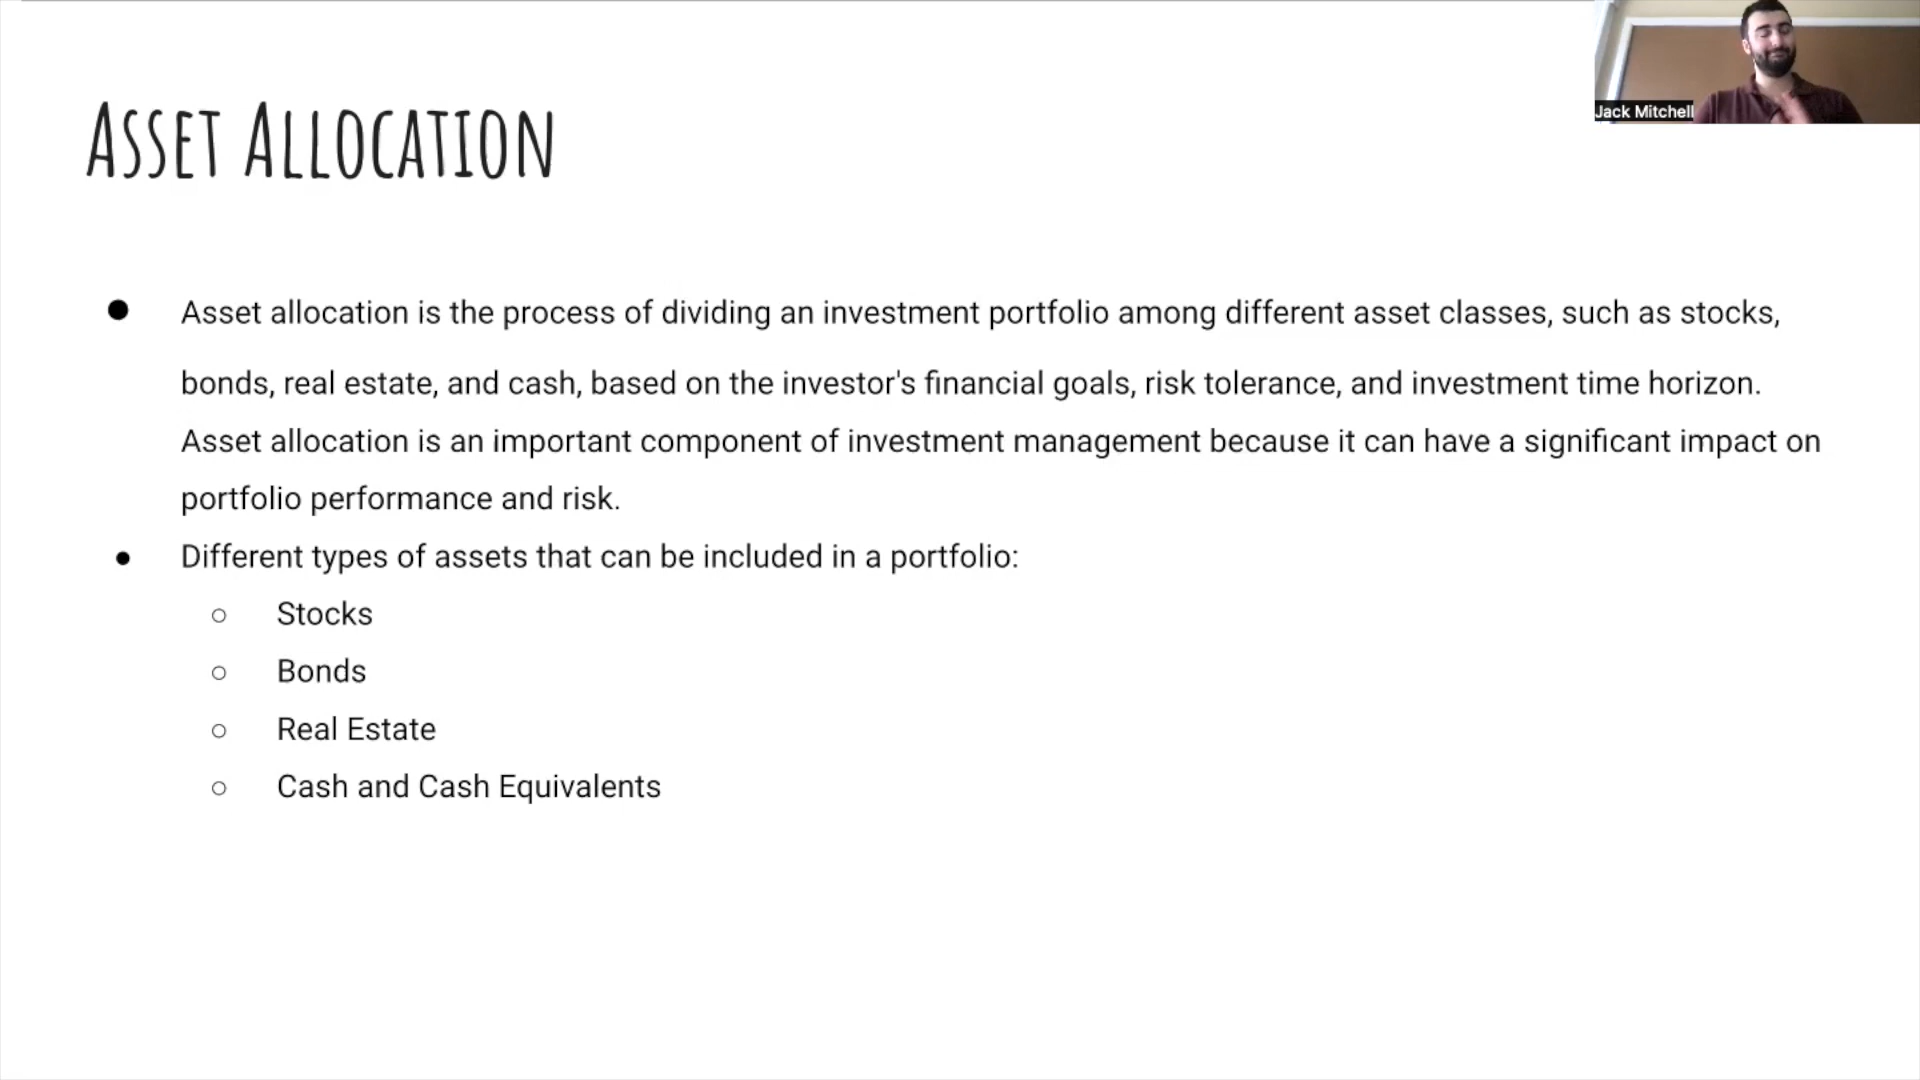 Jack Mitchell
ASSET ALLOCATION
● Asset allocation is the process of dividing an investment portfolio among different asset classes, such as stocks,
bonds, real estate, and cash, based on the investor's financial goals, risk tolerance, and investment time horizon.
Asset allocation is an important component of investment management because it can have a significant impact on
portfolio performance and risk.
● Different types of assets that can be included in a portfolio:
○ Stocks
○ Bonds
○ Real Estate
○ Cash and Cash Equivalents